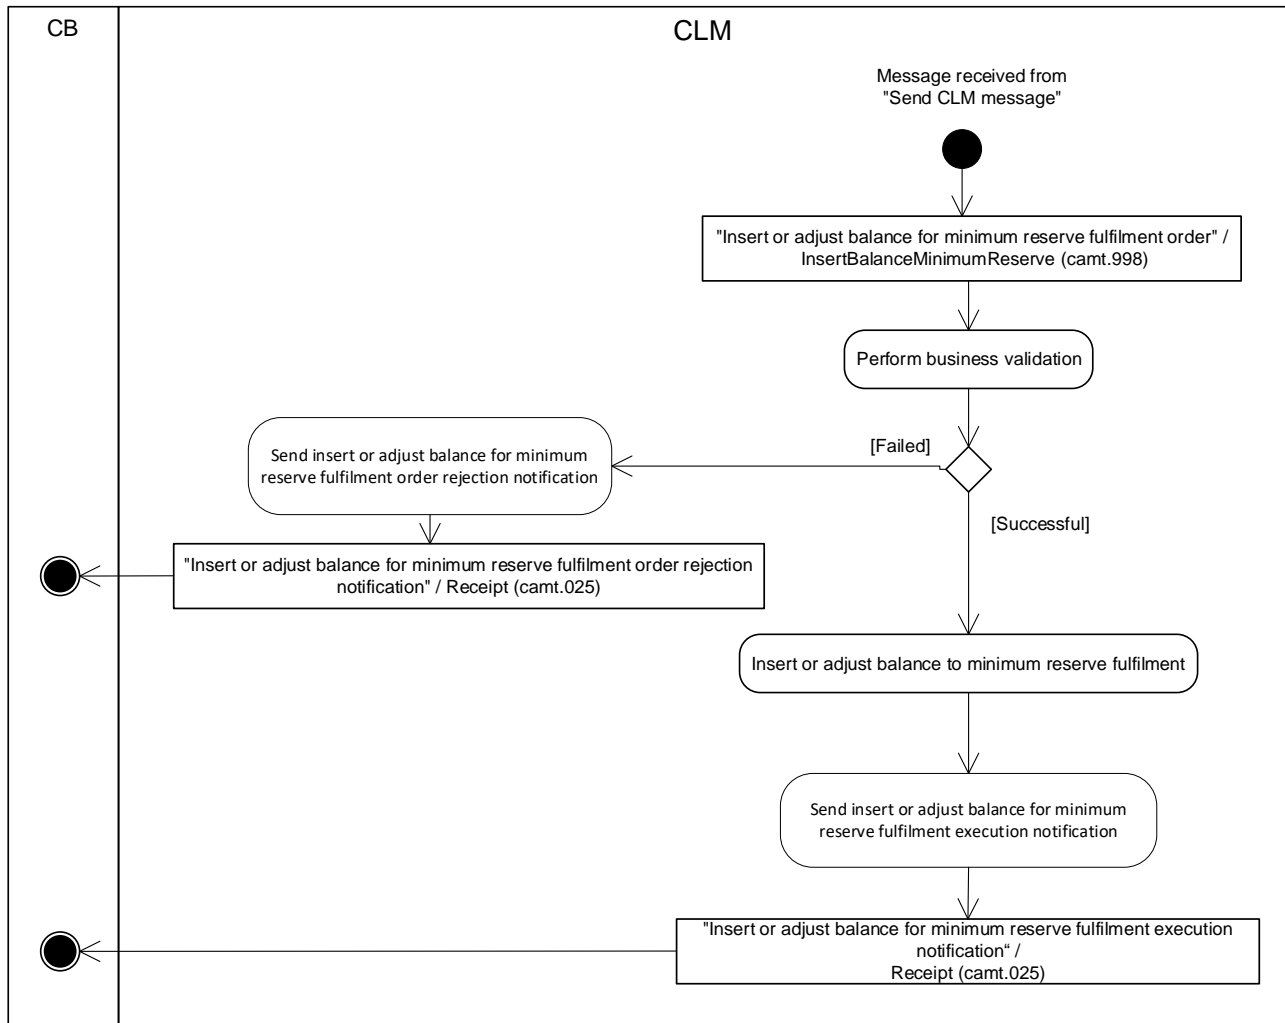 CB
CLM
Message received from
"Send CLM message"
"Insert or adjust balance for minimum reserve fulfilment order" /
InsertBalanceMinimumReserve (camt.998)
Perform business validation
[Failed]
Send insert or adjust balance for minimum
reserve fulfilment order rejection notification
[Successful]
"Insert or adjust balance for minimum reserve fulfilment order rejection
notification" / Receipt (camt.025)
Insert or adjust balance to minimum reserve fulfilment
Send insert or adjust balance for minimum
reserve fulfilment execution notification
"Insert or adjust balance for minimum reserve fulfilment execution
notification“ /
Receipt (camt.025)